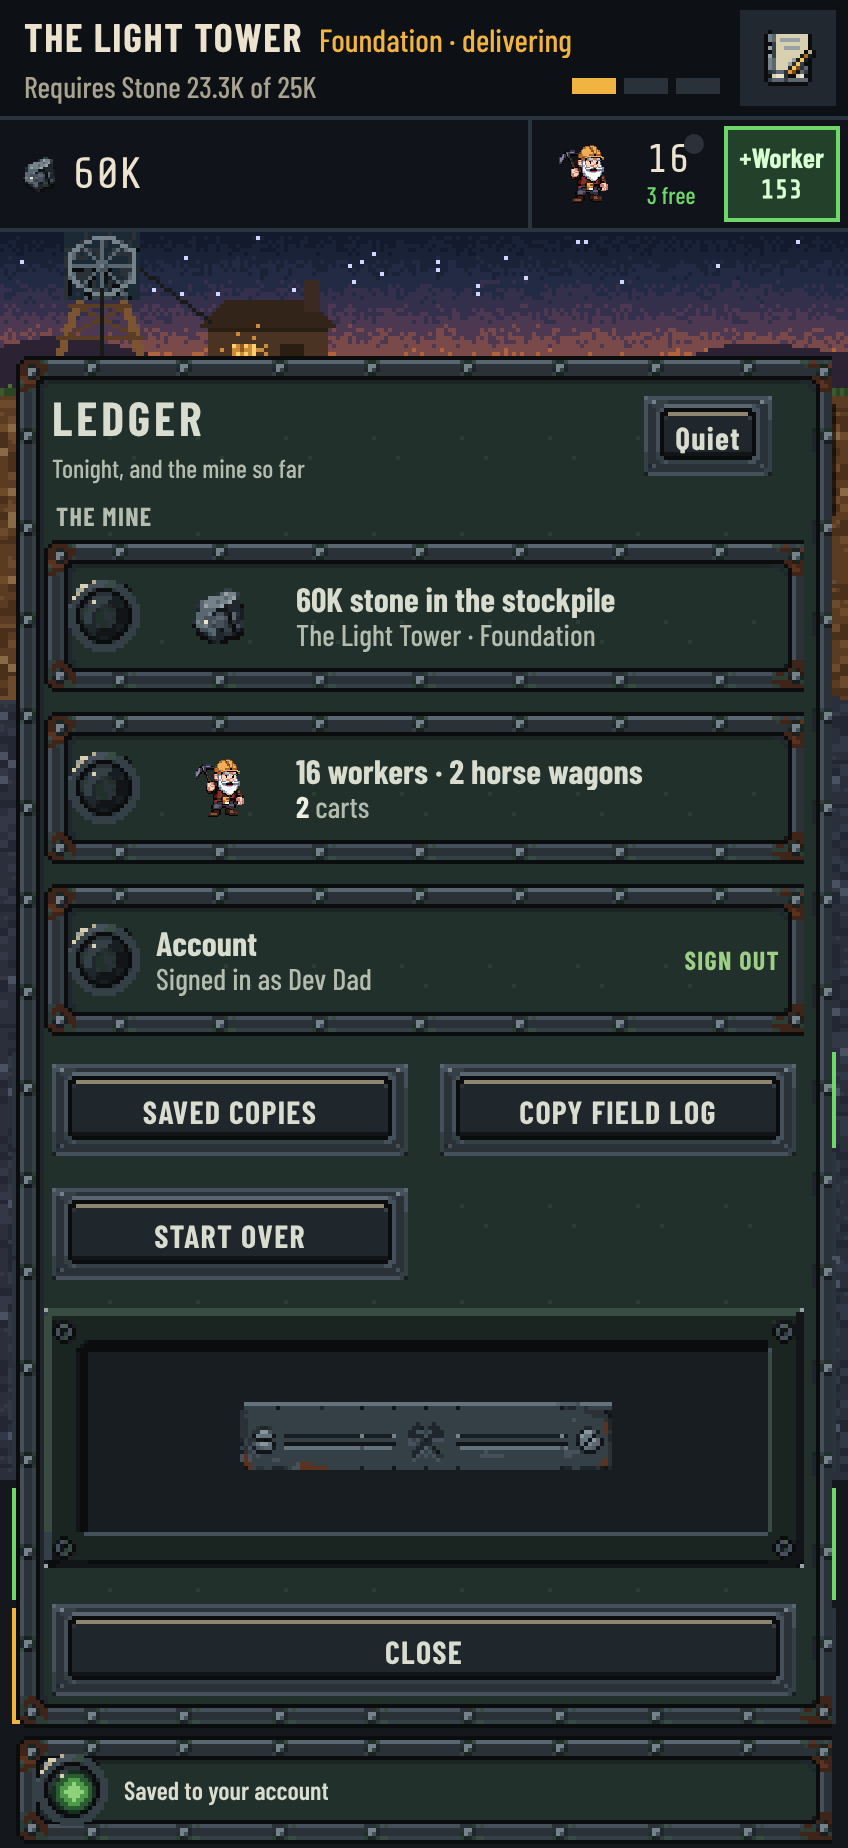 THE LIGHT TOWER Foundation · delivering
Requires Stone 23.3K of 25K
60K
16
3 free
+Worker
153
LEDGER
Quiet
Tonight, and the mine so far
THE MINE
60K stone in the stockpile
The Light Tower · Foundation
16 workers · 2 horse wagons
2 carts
Account
Signed in as Dev Dad
SIGN OUT
SAVED COPIES
COPY FIELD LOG
START OVER
CLOSE
Saved to your account